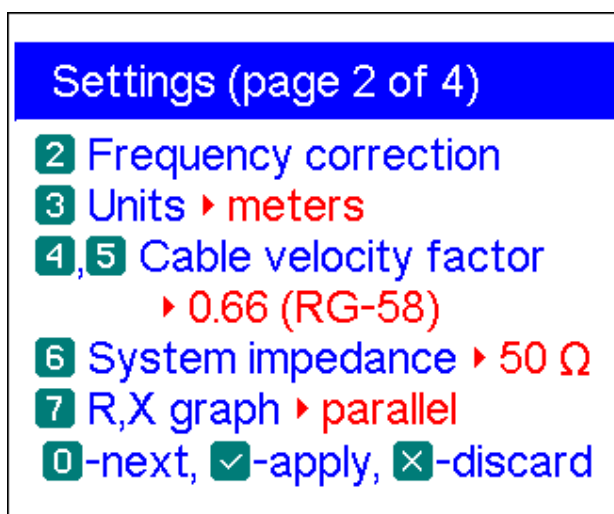 Settings (page 2 of 4)
2 Frequency correction
3 Units ▸ meters
4,5 Cable velocity factor
▸ 0.66 (RG-58)
6 System impedance ▸ 50 Ω
7 R,X graph ▸ parallel
0-next, ✓-apply, ✕-discard